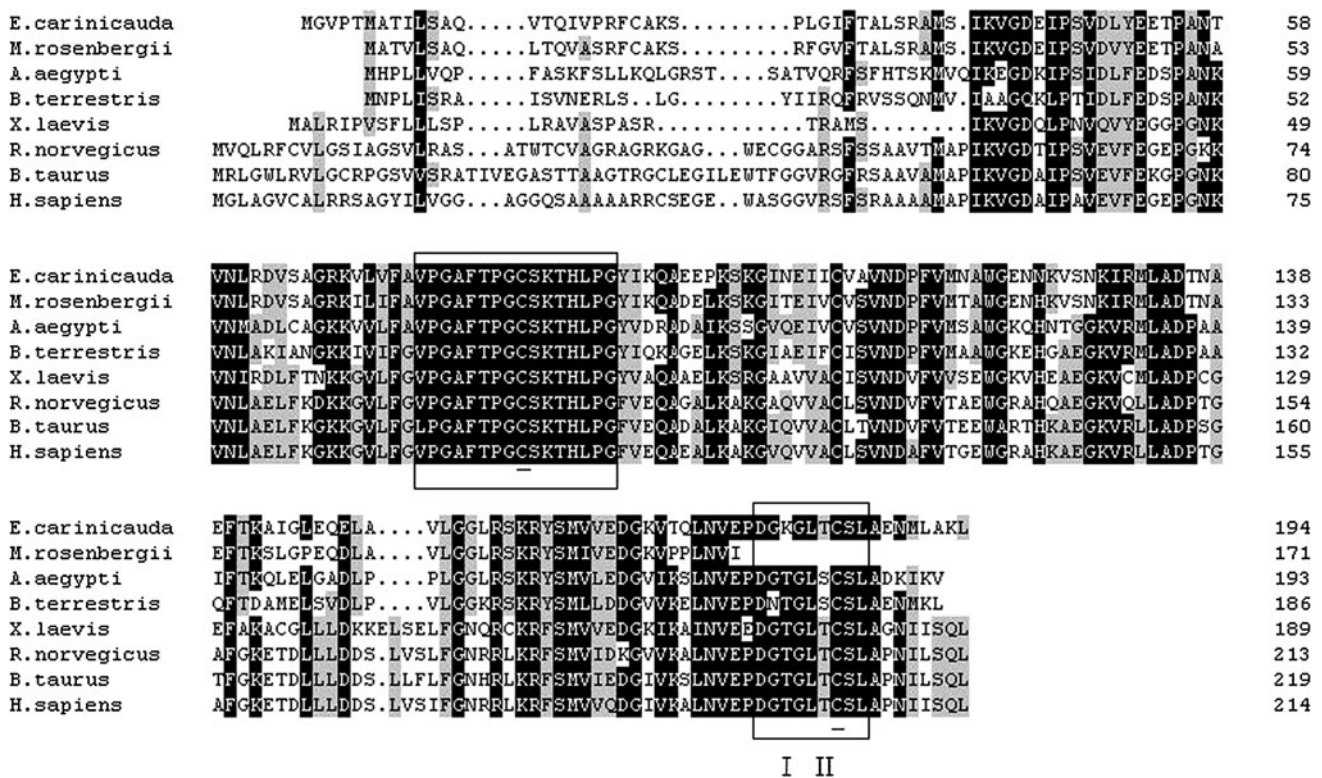 E.carinicauda MGVPTMATILSAQ.....VTQIVPRFCAKS.........PLGIFTALSRAMS.IKVGDEIPSVDLYEETPANT 58
M.rosenbergii MATVLSAQ.....LTQVASRFCAKS.........RFGVFTALSRAMS.IKVGDEIPSVDVYEETPANA 53
A.aegypti MHPLLVQP.....FASKFSLLKQLGRST.....SATVQRFSFHTSKMVQIKEGDKIPSIDLFEDSPANK 59
B.terrestris MNPLISRA.....ISVNERLS..LG........YIIRQFRVSSQNMV.IAAGQKLPTIDLFEDSPANK 52
X.laevis MALRIPVSFLLLSP.....LRAVASPASR............TRAMS........IKVGDQLPNVQVYEGGPGNK 49
R.norvegicus MVQLRFCVLGSIAGSVLRAS...ATWTCVAGRAGRKGAG...WECGGARSFSSAAVTMAPIKVGDTIPSVEVFEGEPGKK 74
B.taurus MRLGWLRVLGCRPGSVVSRATIVEGASTTAAGTRGCLEGILEWTFGGVRGFRSAAVAMAPIKVGDAIPSVEVFEKGPGNK 80
H.sapiens MGLAGVCALRRSAGYILVGG...AGGQSAAAAARRCSEGE..WASGGVRSFSRAAAAMAPIKVGDAIPAVEVFEGEPGNK 75
E.carinicauda VNLRDVSAGRKVLVFAVPGAFTPGCSKTHLPGYIKQAEEPKSKGINEIICVAVNDPFVMNAWGENNKVSNKIRMLADTNA 138
M.rosenbergii VNLRDVSAGRKILIFAVPGAFTPGCSKTHLPGYIKQADELKSKGITEIVCVSVNDPFVMTAWGENHKVSNKIRMLADTNA 133
A.aegypti VNMADLCAGKKVVLFAVPGAFTPGCSKTHLPGYVDRADAIKSSGVQEIVCVSVNDPFVMSAWGKQHNTGGKVRMLADPAA 139
B.terrestris VNLAKIANGKKIVIFGVPGAFTPGCSKTHLPGYIQKAGELKSKGIAEIFCISVNDPFVMAAWGKEHGAEGKVRMLADPAA 132
X.laevis VNIRDLFTNKKGVLFGVPGAFTPGCSKTHLPGYVAQAAELKSRGAAVVACISVNDVFVVSEWGKVHEAEGKVCMLADPCG 129
R.norvegicus VNLAELFKDKKGVLFGVPGAFTPGCSKTHLPGFVEQAGALKAKGAQVVACLSVNDVFVTAEWGRAHQAEGKVQLLADPTG 154
B.taurus VNLAELFKGKKGVLFGLPGAFTPGCSKTHLPGFVEQADALKAKGIQVVACLTVNDVFVTEEWARTHKAEGKVRLLADPSG 160
H.sapiens VNLAELFKGKKGVLFGVPGAFTPGCSKTHLPGFVEQAEALKAKGVQVVACLSVNDAFVTGEWGRAHKAEGKVRLLADPTG 155
E.carinicauda EFTKAIGLEQELA....VLGGLRSKRYSMVVEDGKVTQLNVEPDGKGLTCSLAENMLAKL 194
M.rosenbergii EFTKSLGPEQDLA....VLGGLRSKRYSMIVEDGKVPPLNVI 171
A.aegypti IFTKQLELGADLP....PLGGLRSKRYSMVLEDGVIKSLNVEPDGTGLSCSLADKIKV 193
B.terrestris QFTDAMELSVDLP....VLGGKRSKRYSMLLDDGVVKELNVEPDNTGLSCSLAENMKL 186
X.laevis EFAKACGLLLDKKELSELFGNQRCKRFSMVVEDGKIKAINVEEDGTGLTCSLAGNIISQL 189
R.norvegicus AFGKETDLLLDDS.LVSLFGNRRLKRFSMVIDKGVVKALNVEPDGTGLTCSLAPNILSQL 213
B.taurus TFGKETDLLLDDS.LLFLFGNHRLKRFSMVIEDGIVKSLNVEPDGTGLTCSLAPNILSQL 219
H.sapiens AFGKETDLLLDDS.LVSIFGNRRLKRFSMVVQDGIVKALNVEPDGTGLTCSLAPNIISQL 214
I II